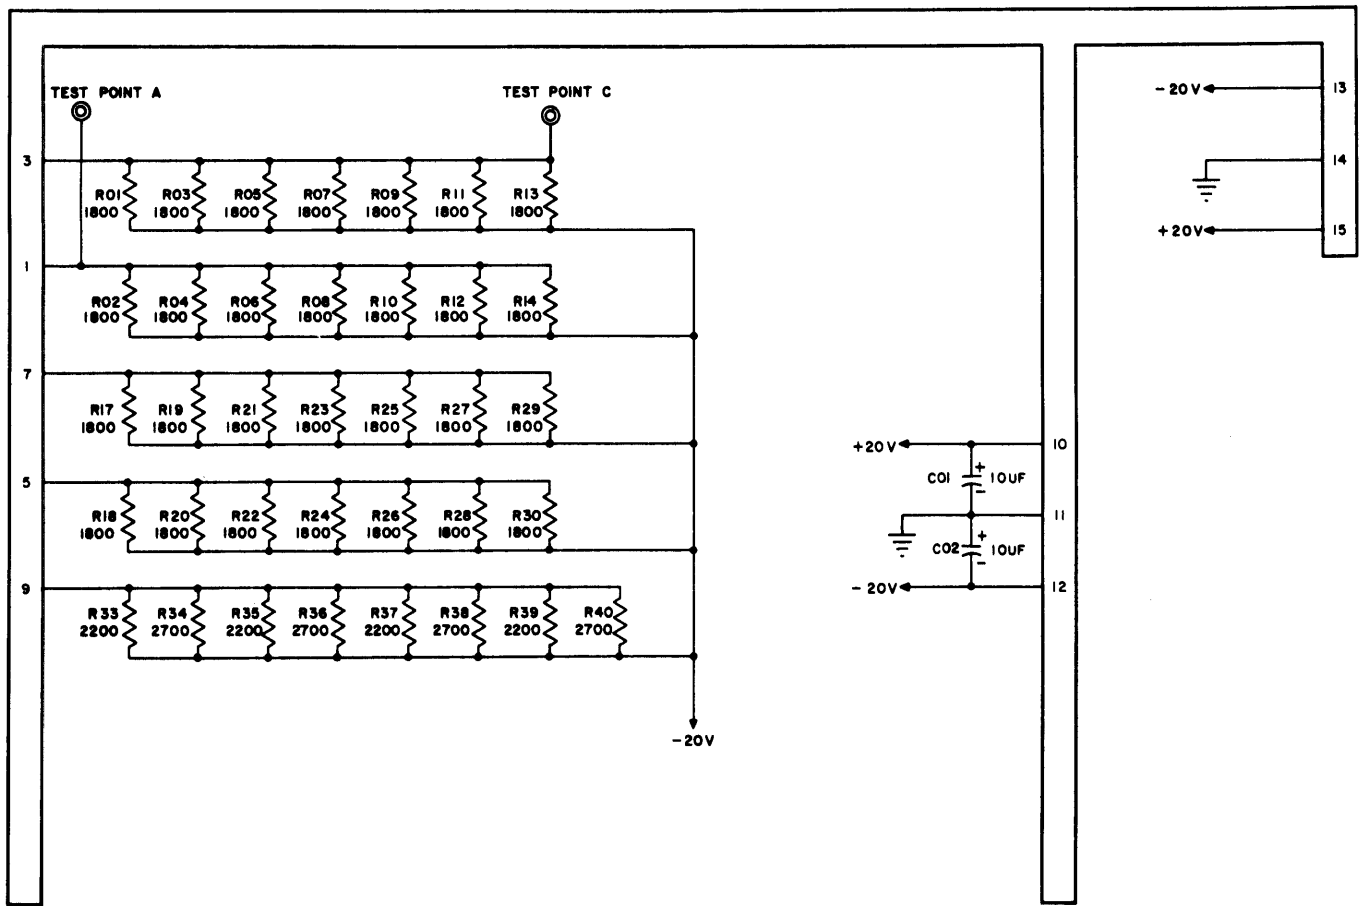 TEST POINT A
TEST POINT C
-20V
13
3
14
R01 R03 R05 R07 R09 R11 R13
1800 1800 1800 1800 1800 1800 1800
+20V
15
1
R02 R04 R06 R08 R10 R12 R14
1800 1800 1800 1800 1800 1800 1800
7
R17 R19 R21 R23 R25 R27 R29
1800 1800 1800 1800 1800 1800 1800
+20V
10
C01
+
-
10UF
5
R18 R20 R22 R24 R26 R28 R30
1800 1800 1800 1800 1800 1800 1800
11
C02
+
-
10UF
9
-20V
12
R33 R34 R35 R36 R37 R38 R39 R40
2200 2700 2200 2700 2200 2700 2200 2700
-20V